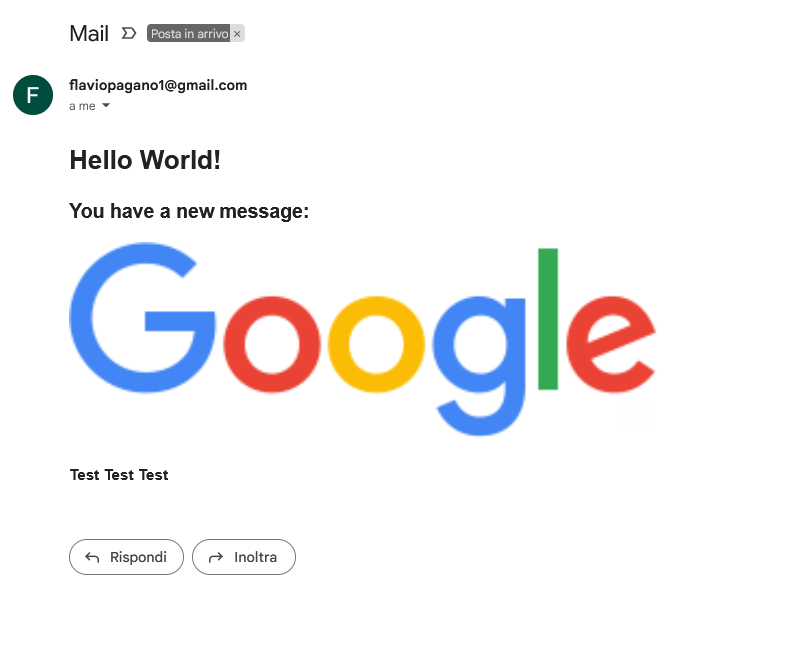 Mail
Posta in arrivo ×
F
flaviopagano1@gmail.com
a me
Hello World!
You have a new message:
Google
Test Test Test
Rispondi
Inoltra